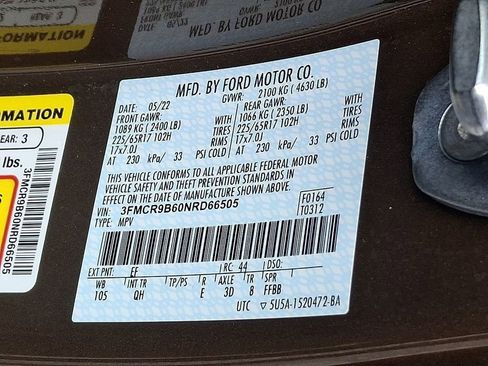 MFD. BY FORD MOTOR CO.
DATE: 05/22 GVWR: 2100 KG ( 4630 LB)
FRONT GAWR: REAR GAWR:
1089 KG ( 2400 LB) WITH 1066 KG ( 2350 LB) WITH
225/65R17 102H TIRES 225/65R17 102H TIRES
17x7.0J RIMS 17x7.0J RIMS
AT 230 kPa/ 33 PSI COLD AT 230 kPa/ 33 PSI COLD
THIS VEHICLE CONFORMS TO ALL APPLICABLE FEDERAL MOTOR
VEHICLE SAFETY AND THEFT PREVENTION STANDARDS IN
EFFECT ON THE DATE OF MANUFACTURE SHOWN ABOVE.
VIN: 3FMCR9B60NRD66505 F0164
TYPE: MPV T0312
EXT PNT: EF RC: 44 DSO:
WB INT TR TP/PS R AXLE TR SPR
105 QH E 3D 8 FFBB
UTC 5U5A-1520472-BA
ORMATION
EAR: 3
lbs.
3FMCR9B60NRD66505
MFD. BY FORD MOTOR CO